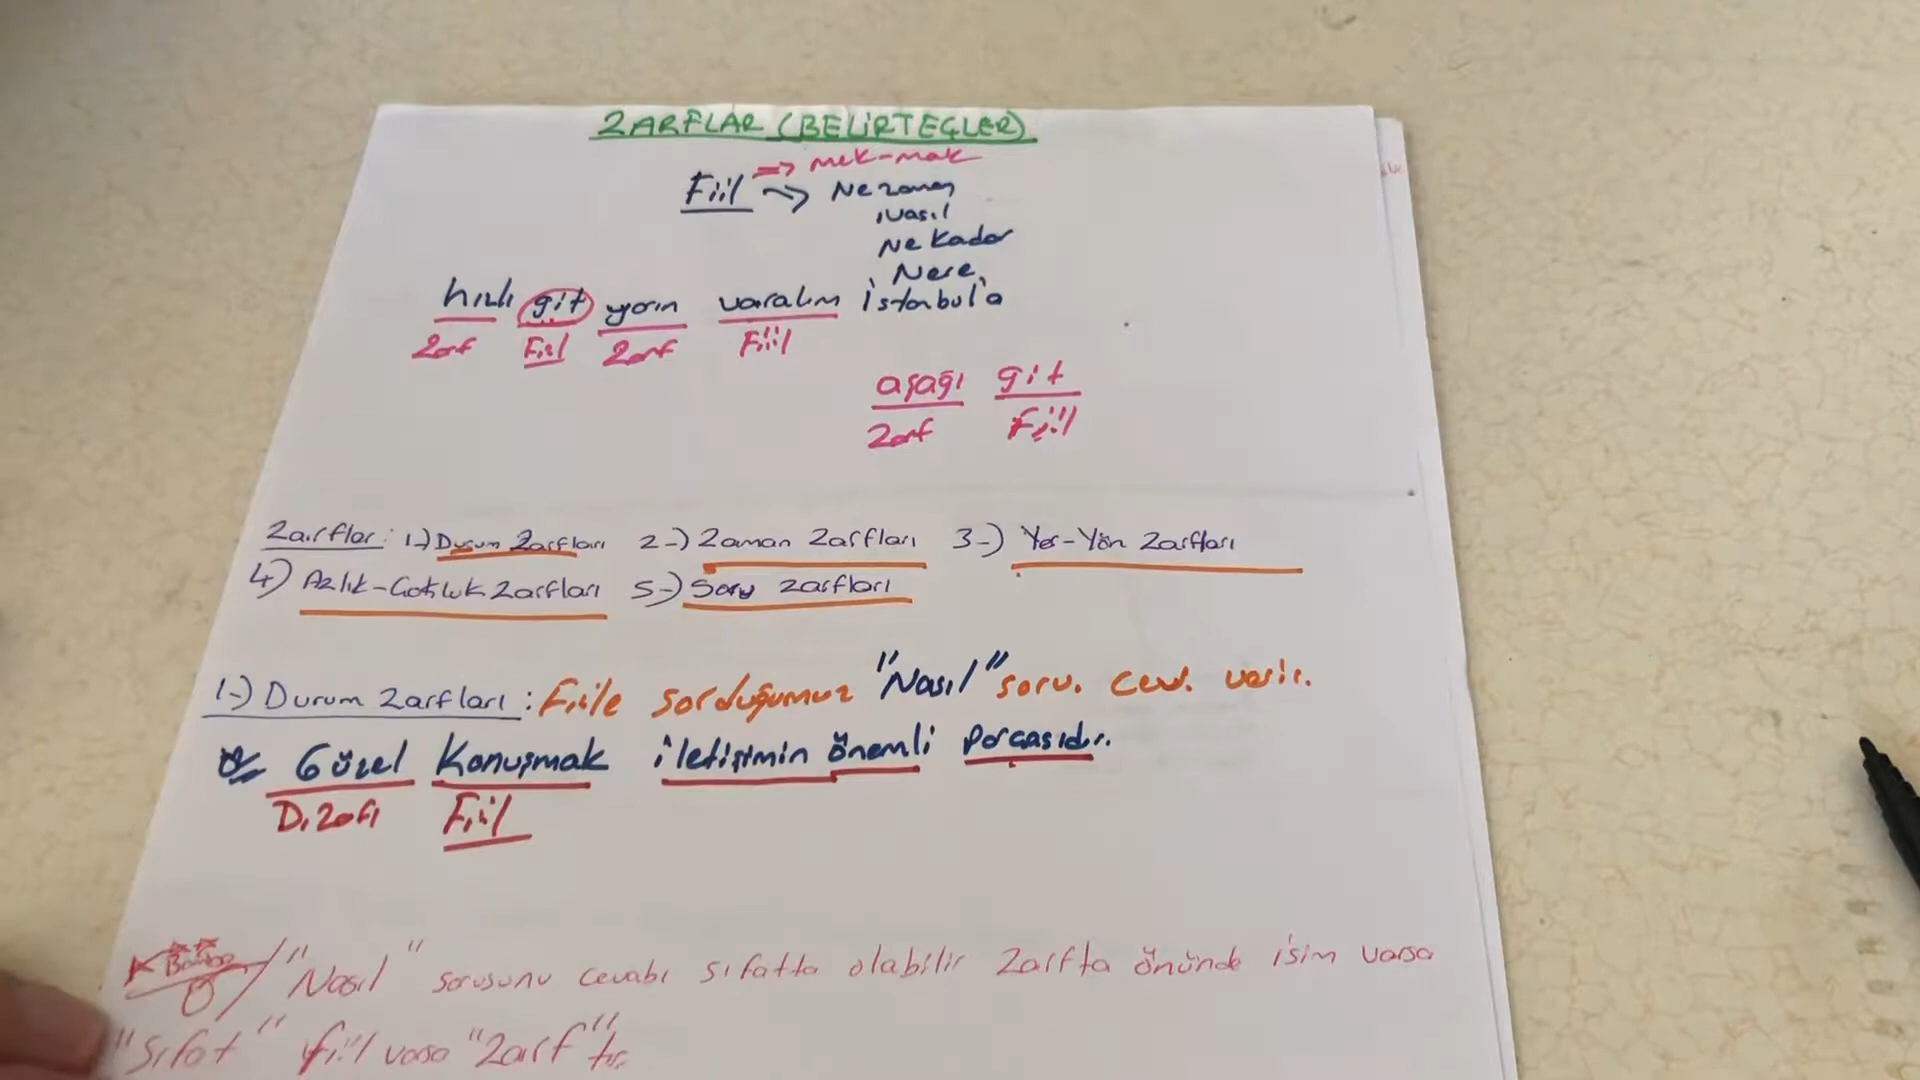 ZARFLAR (BELİRTEÇLER)
Fiil => mek-mak
Ne zaman
Nasıl
Ne Kadar
Nere
hızlı git yarın varalım İstanbul'a
Zarf Fiil Zarf Fiil
aşağı git
Zarf Fiil
Zarflar: 1-) Durum Zarfları 2-) Zaman Zarfları 3-) Yer-Yön Zarfları
4-) Azlık-Çokluk Zarfları 5-) Soru Zarfları
1-) Durum Zarfları: Fiile sorduğumuz "Nasıl" soru. cev. verir.
Güzel Konuşmak iletişimin önemli parçasıdır.
D. Zarfı Fiil
"Nasıl" sorusunu cevabı sıfatta olabilir Zarfta önünde isim varsa
"Sıfat" fiil varsa "Zarf" tır